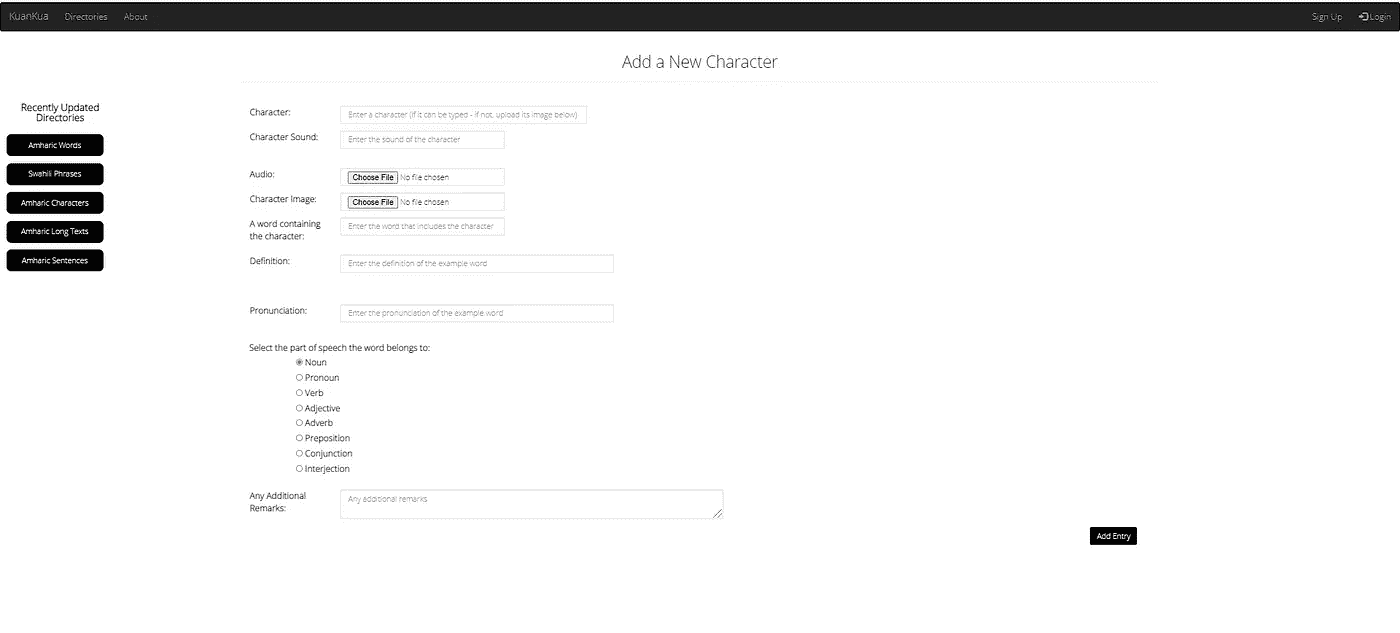 KuanKua Directories About Sign Up Login
Add a New Character
Recently Updated
Directories
Amharic Words
Swahili Phrases
Amharic Characters
Amharic Long Texts
Amharic Sentences
Character: Enter a character (if it can be typed - if not, upload its image below)
Character Sound: Enter the sound of the character
Audio: Choose File No file chosen
Character Image: Choose File No file chosen
A word containing
the character: Enter the word that includes the character
Definition: Enter the definition of the example word
Pronunciation: Enter the pronunciation of the example word
Select the part of speech the word belongs to:
Noun
Pronoun
Verb
Adjective
Adverb
Preposition
Conjunction
Interjection
Any Additional
Remarks: Any additional remarks
Add Entry